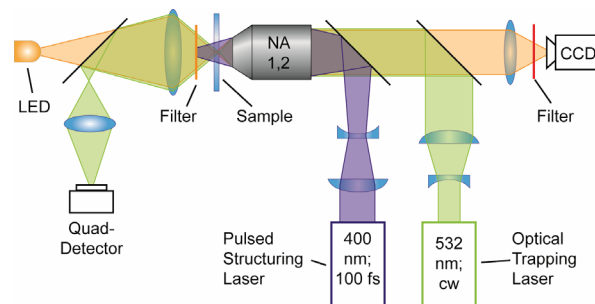 LED
Quad-
Detector
Filter
Sample
NA
1,2
CCD
Filter
Pulsed
Structuring
Laser
400
nm;
100 fs
532
nm;
cw
Optical
Trapping
Laser